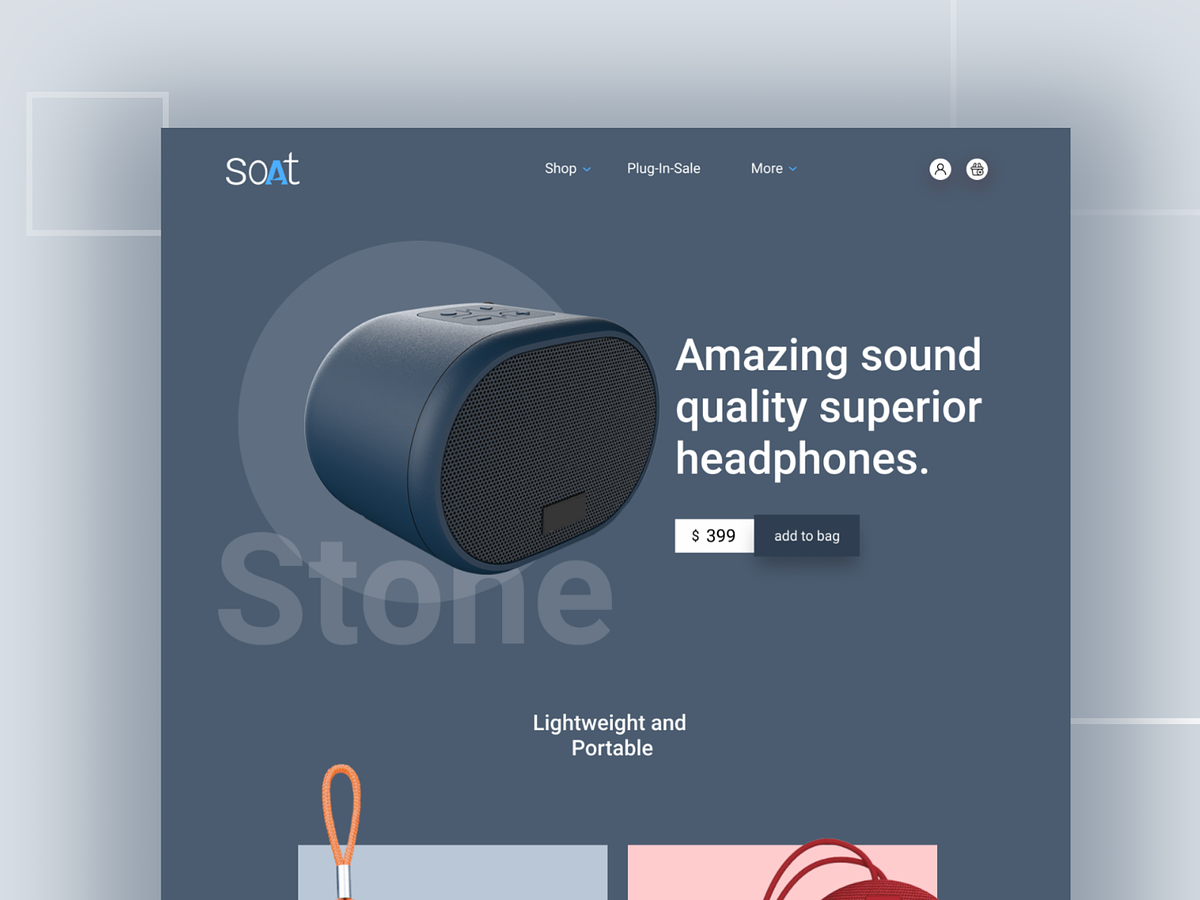 SoAt
Shop
Plug-In-Sale
More
Amazing sound
quality superior
headphones.
$ 399
add to bag
Stone
Lightweight and
Portable